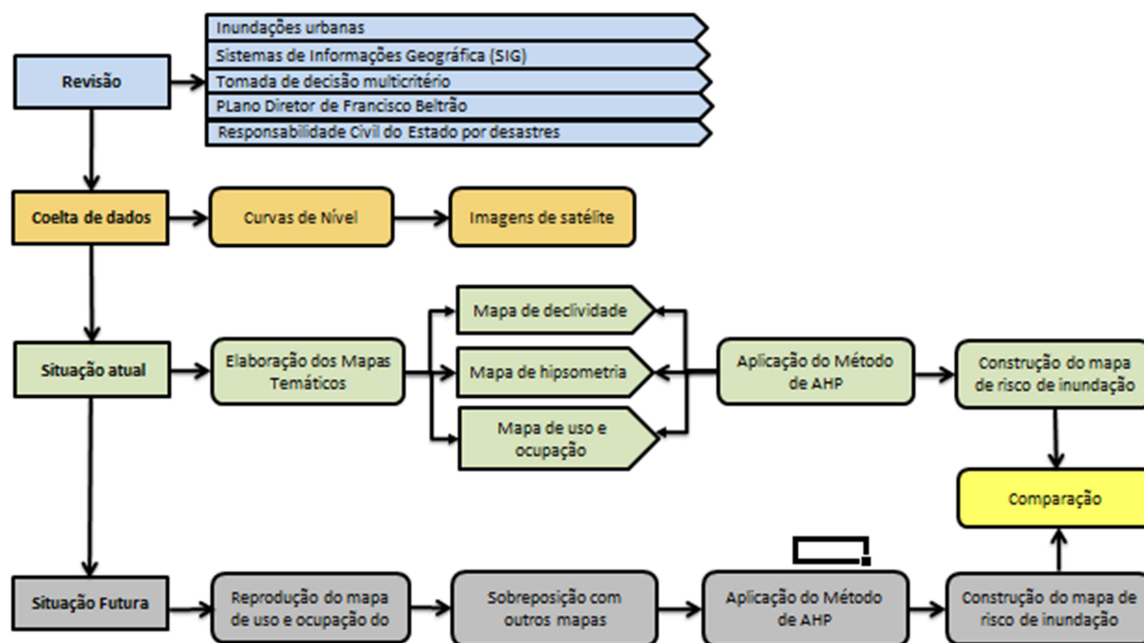 Inundações urbanas
Sistemas de Informações Geográfica (SIG)
Revisão
Tomada de decisão multicritério
PLano Diretor de Francisco Beltrão
Responsabilidade Civil do Estado por desastres
Coelta de dados
Curvas de Nível
Imagens de satélite
Situação atual
Elaboração dos Mapas
Temáticos
Mapa de declividade
Mapa de hipsometria
Mapa de uso e
ocupação
Aplicação do Método
de AHP
Construção do mapa
de risco de inundação
Comparação
Situação Futura
Reprodução do mapa
de uso e ocupação do
Sobreposição com
outros mapas
Aplicação do Método
de AHP
Construção do mapa de
risco de inundação